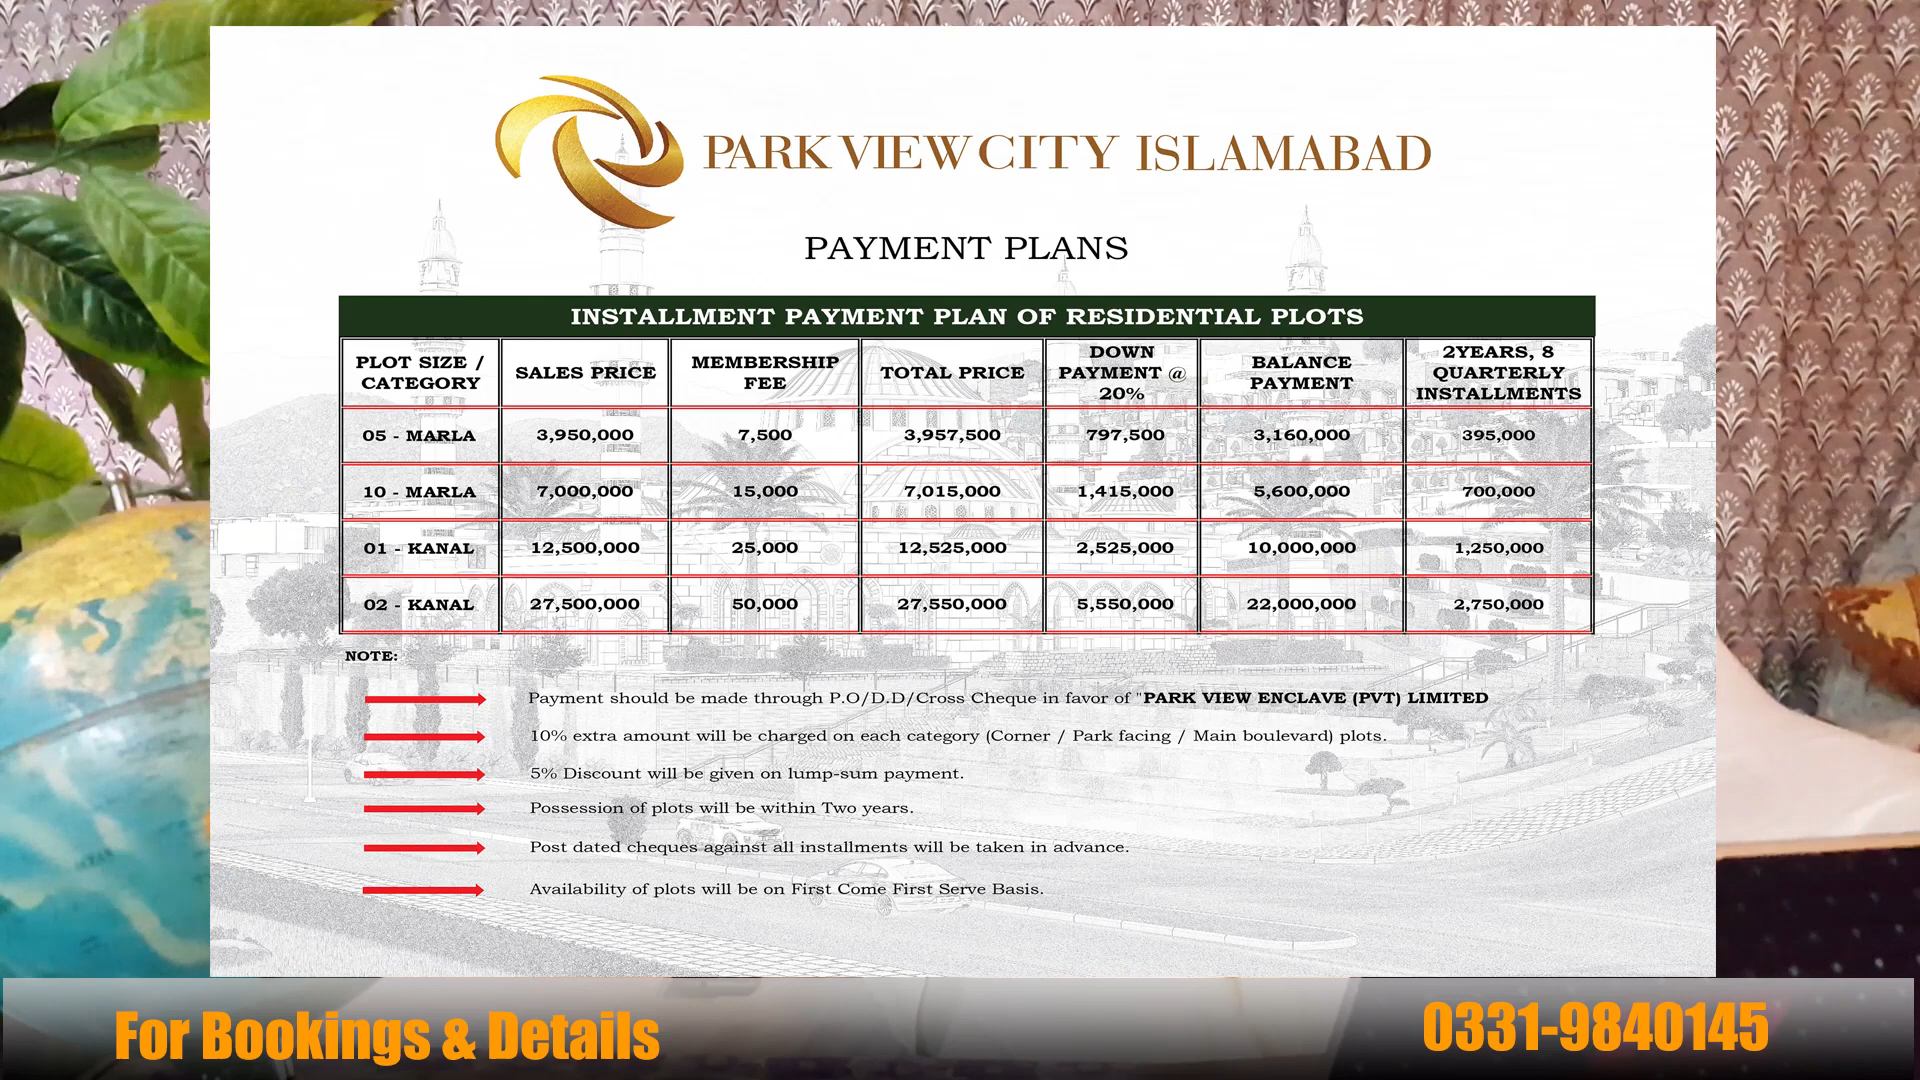 PARK VIEW CITY ISLAMABAD
PAYMENT PLANS
INSTALLMENT PAYMENT PLAN OF RESIDENTIAL PLOTS
PLOT SIZE / CATEGORY SALES PRICE MEMBERSHIP FEE TOTAL PRICE DOWN PAYMENT @ 20% BALANCE PAYMENT 2YEARS, 8 QUARTERLY INSTALLMENTS
05 - MARLA 3,950,000 7,500 3,957,500 797,500 3,160,000 395,000
10 - MARLA 7,000,000 15,000 7,015,000 1,415,000 5,600,000 700,000
01 - KANAL 12,500,000 25,000 12,525,000 2,525,000 10,000,000 1,250,000
02 - KANAL 27,500,000 50,000 27,550,000 5,550,000 22,000,000 2,750,000
NOTE:
Payment should be made through P.O/D.D/Cross Cheque in favor of "PARK VIEW ENCLAVE (PVT) LIMITED
10% extra amount will be charged on each category (Corner / Park facing / Main boulevard) plots.
5% Discount will be given on lump-sum payment.
Possession of plots will be within Two years.
Post dated cheques against all installments will be taken in advance.
Availability of plots will be on First Come First Serve Basis.
For Bookings & Details 0331-9840145